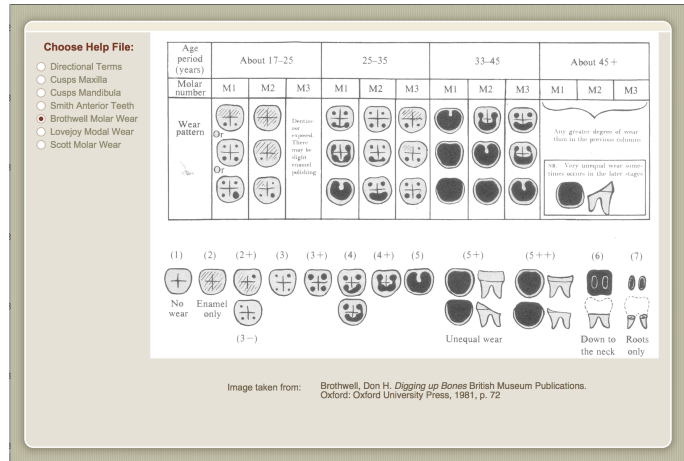 Choose Help File:
Directional Terms
Cusps Maxilla
Cusps Mandibula
Smith Anterior Teeth
Brothwell Molar Wear
Lovejoy Modal Wear
Scott Molar Wear
Age
period
(years)
About 17–25
25–35
33–45
About 45+
Molar
number
M1
M2
M3
M1
M2
M3
M1
M2
M3
M1
M2
M3
Wear
pattern
Or
Or
Dentine
not
exposed.
There
may be
slight
enamel
polishing
Any greater degree of wear
than in the previous columns
NB. Very unequal wear some-
times occurs in the later stages
(1)
(2)
(2+)
(3)
(3+)
(4)
(4+)
(5)
(5+)
(5++)
(6)
(7)
No
wear
Enamel
only
(3−)
Unequal wear
Down to
the neck
Roots
only
Image taken from:
Brothwell, Don H. Digging up Bones British Museum Publications.
Oxford: Oxford University Press, 1981, p. 72